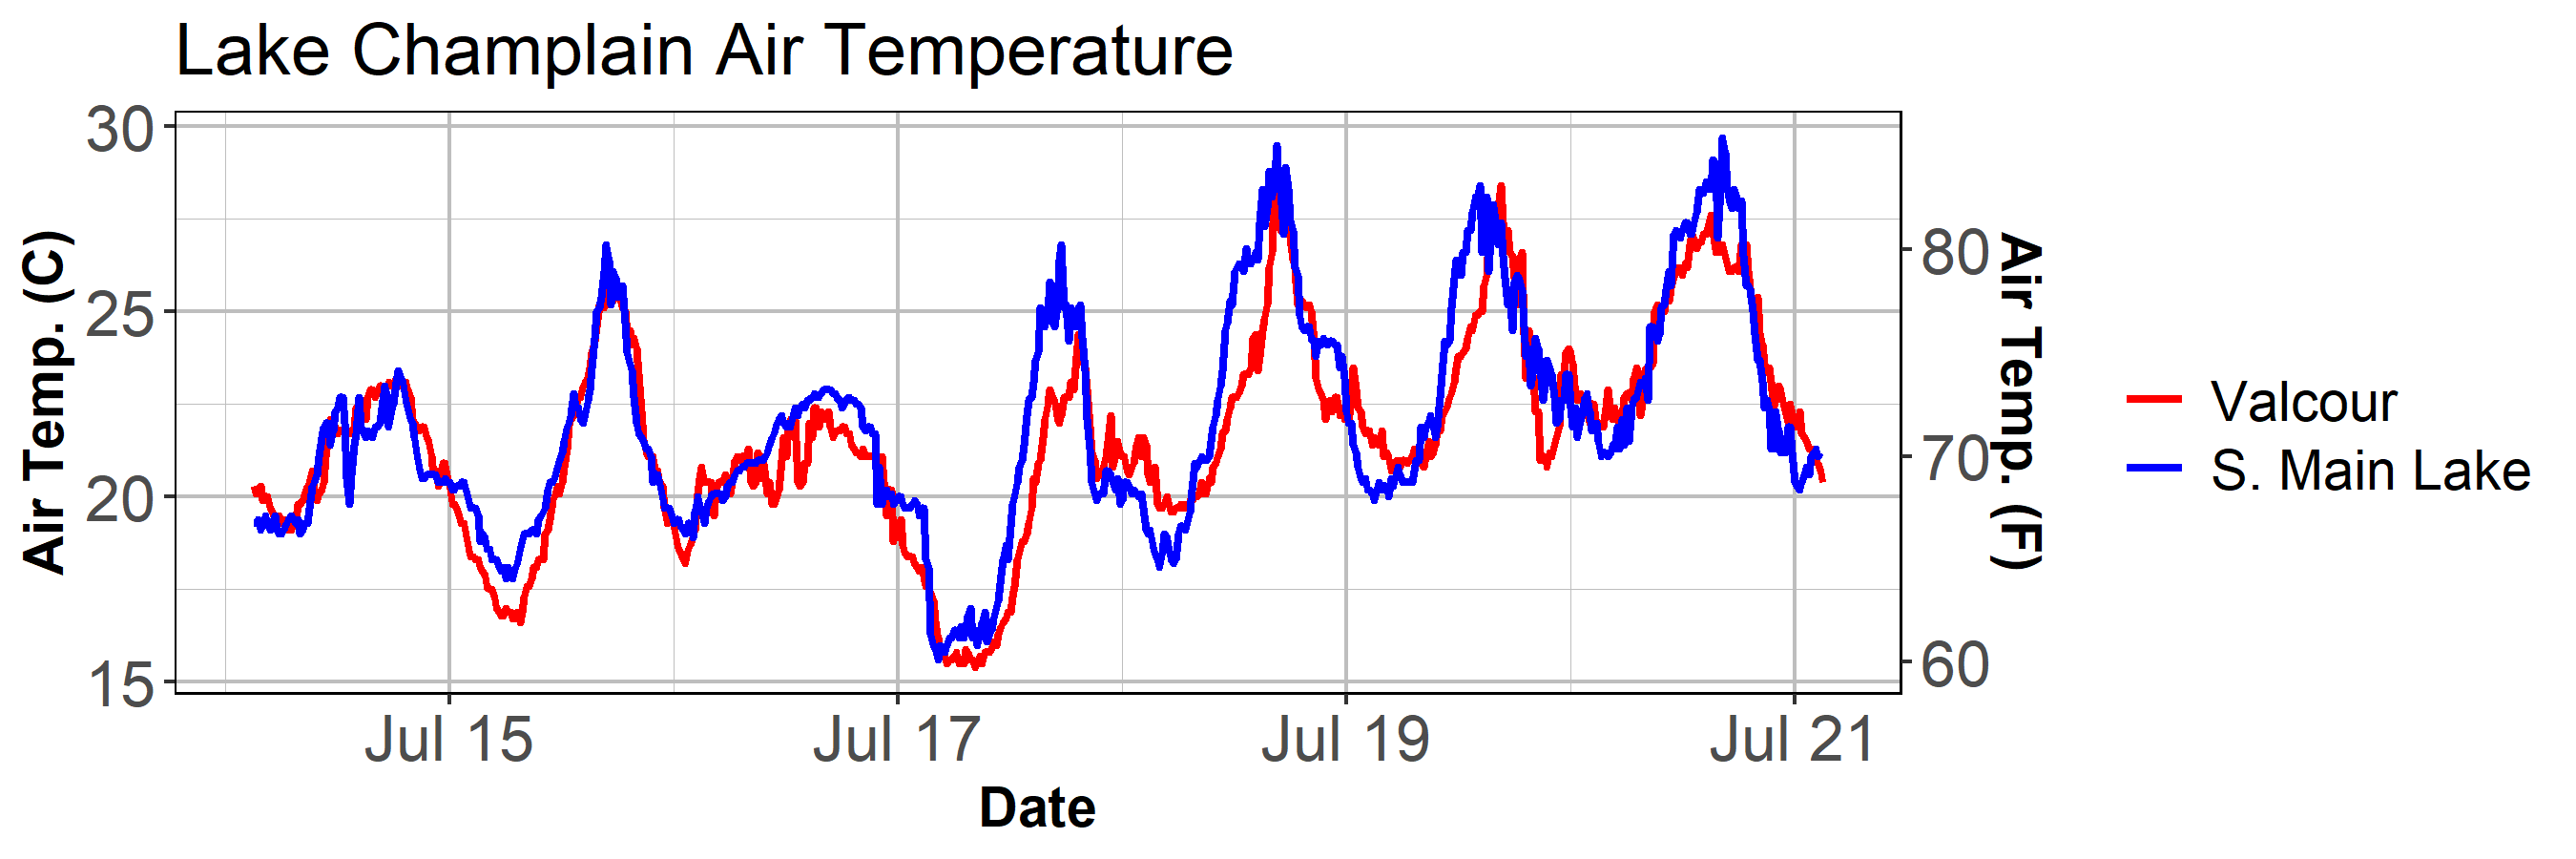 Lake Champlain Air Temperature
Air Temp. (C)
30
25
20
15
Jul 15
Jul 17
Jul 19
Jul 21
Date
80
70
60
Air Temp. (F)
Valcour
S. Main Lake